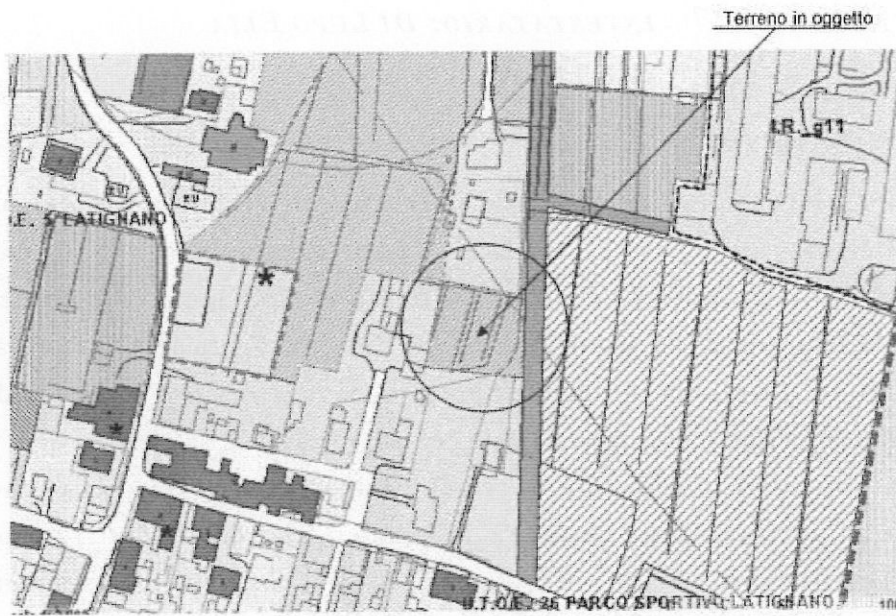 Terreno in oggetto
I.R._g11
.E. 5 LATIGNANO
U.T.O.E. 26 PARCO SPORTIVO LATIGNANO